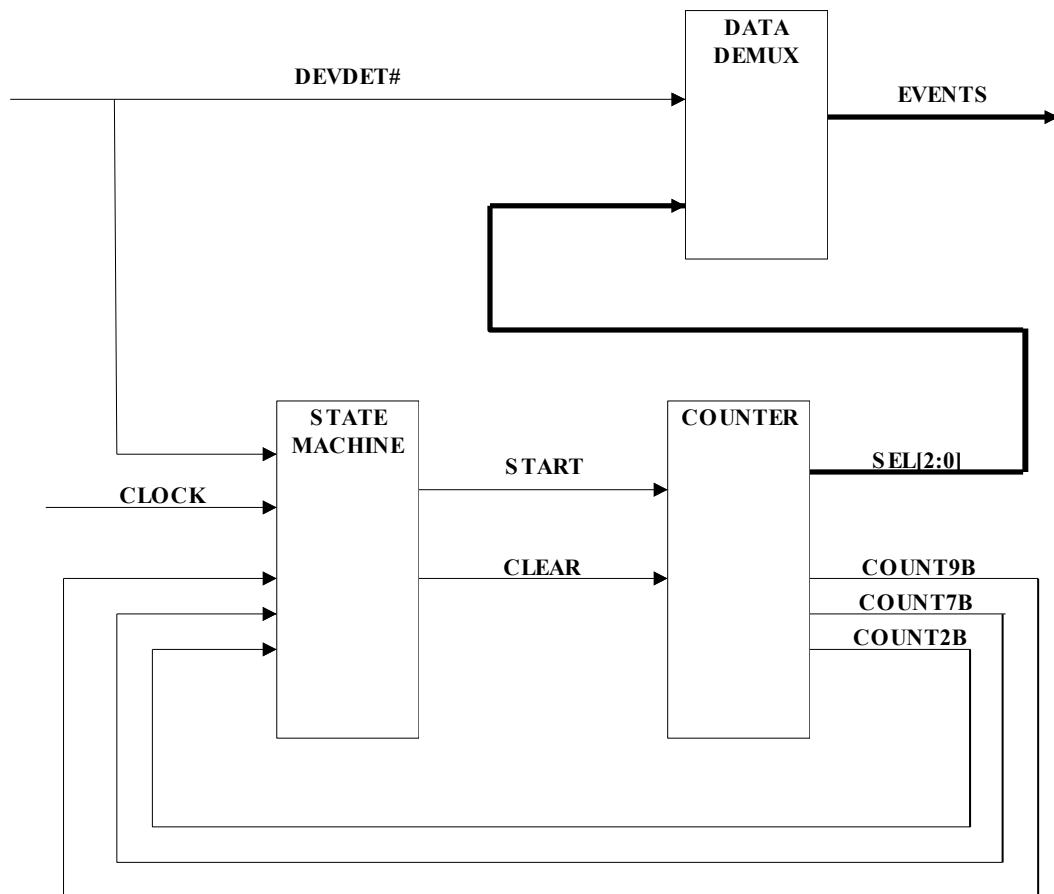 DATA
DEMUX
DEVDET#
EVENTS
STATE
MACHINE
COUNTER
START
SEL[2:0]
CLOCK
CLEAR
COUNT9B
COUNT7B
COUNT2B